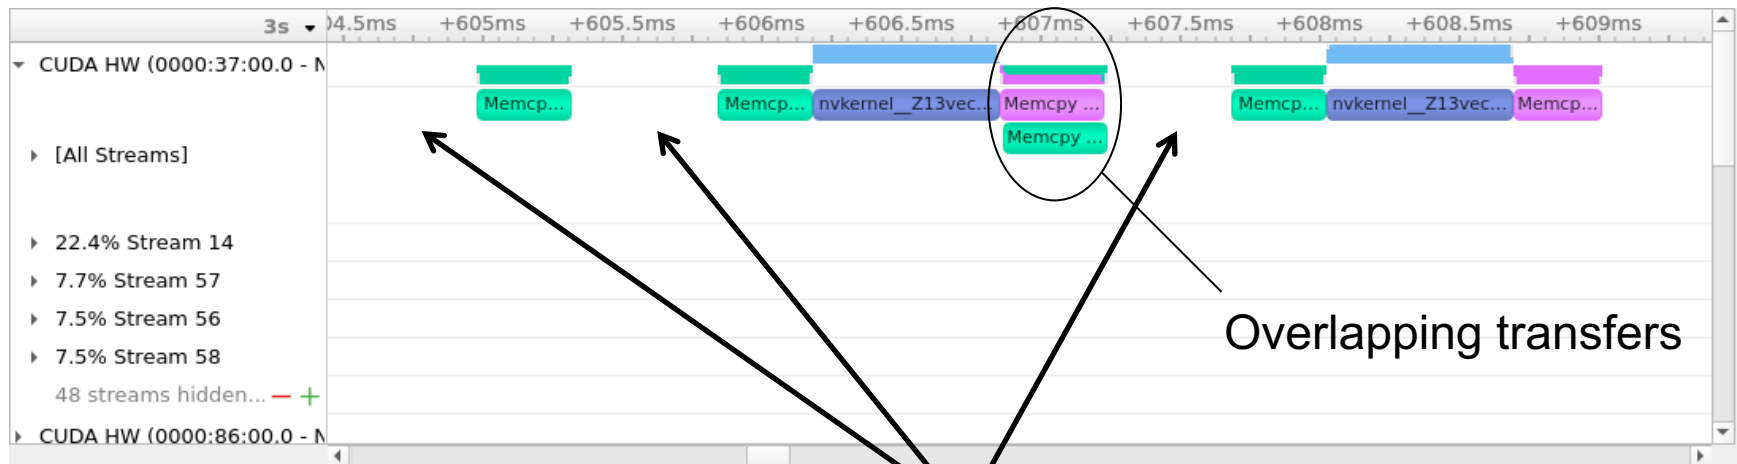 3s 04.5ms +605ms +605.5ms +606ms +606.5ms +607ms +607.5ms +608ms +608.5ms +609ms
CUDA HW (0000:37:00.0 - N
Memcp... Memcp... nvkernel__Z13vec... Memcpy ... Memcp... nvkernel__Z13vec... Memcp...
Memcpy ...
[All Streams]
22.4% Stream 14
7.7% Stream 57
7.5% Stream 56
Overlapping transfers
7.5% Stream 58
48 streams hidden... − +
CUDA HW (0000:86:00.0 - N